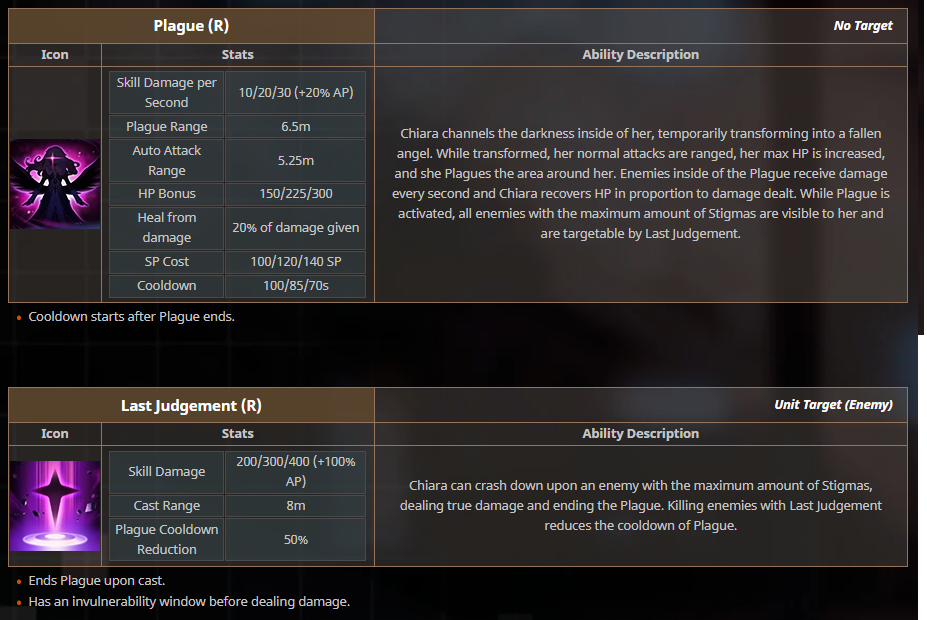 Plague (R)
No Target
Icon
Stats
Ability Description
Skill Damage per
Second
10/20/30 (+20% AP)
Plague Range
6.5m
Auto Attack
Range
5.25m
HP Bonus
150/225/300
Heal from
damage
20% of damage given
SP Cost
100/120/140 SP
Cooldown
100/85/70s
Chiara channels the darkness inside of her, temporarily transforming into a fallen
angel. While transformed, her normal attacks are ranged, her max HP is increased,
and she Plagues the area around her. Enemies inside of the Plague receive damage
every second and Chiara recovers HP in proportion to damage dealt. While Plague is
activated, all enemies with the maximum amount of Stigmas are visible to her and
are targetable by Last Judgement.
• Cooldown starts after Plague ends.
Last Judgement (R)
Unit Target (Enemy)
Icon
Stats
Ability Description
Skill Damage
200/300/400 (+100%
AP)
Cast Range
8m
Plague Cooldown
Reduction
50%
Chiara can crash down upon an enemy with the maximum amount of Stigmas,
dealing true damage and ending the Plague. Killing enemies with Last Judgement
reduces the cooldown of Plague.
• Ends Plague upon cast.
• Has an invulnerability window before dealing damage.